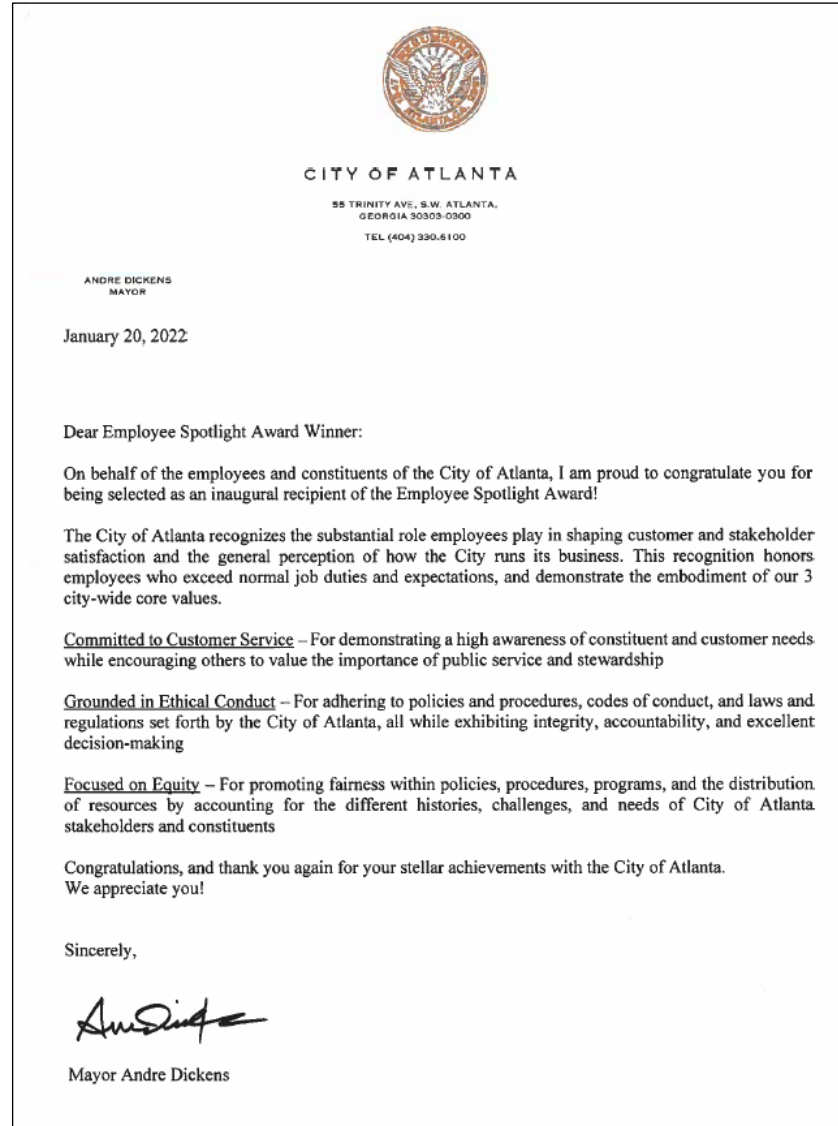 RESURGENS
ATLANTA, GA.
CITY OF ATLANTA
55 TRINITY AVE, S.W. ATLANTA,
GEORGIA 30303-0300
TEL (404) 330-6100
ANDRE DICKENS
MAYOR
January 20, 2022
Dear Employee Spotlight Award Winner:
On behalf of the employees and constituents of the City of Atlanta, I am proud to congratulate you for
being selected as an inaugural recipient of the Employee Spotlight Award!
The City of Atlanta recognizes the substantial role employees play in shaping customer and stakeholder
satisfaction and the general perception of how the City runs its business. This recognition honors
employees who exceed normal job duties and expectations, and demonstrate the embodiment of our 3
city-wide core values.
Committed to Customer Service – For demonstrating a high awareness of constituent and customer needs
while encouraging others to value the importance of public service and stewardship
Grounded in Ethical Conduct – For adhering to policies and procedures, codes of conduct, and laws and
regulations set forth by the City of Atlanta, all while exhibiting integrity, accountability, and excellent
decision-making
Focused on Equity – For promoting fairness within policies, procedures, programs, and the distribution
of resources by accounting for the different histories, challenges, and needs of City of Atlanta
stakeholders and constituents
Congratulations, and thank you again for your stellar achievements with the City of Atlanta.
We appreciate you!
Sincerely,
Mayor Andre Dickens